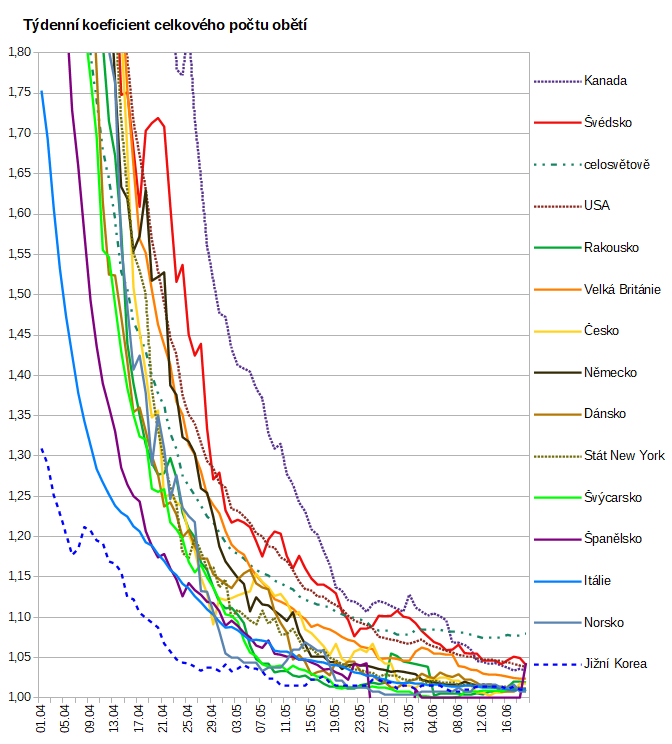 Týdenní koeficient celkového počtu obětí
1,80
1,75
1,70
1,65
1,60
1,55
1,50
1,45
1,40
1,35
1,30
1,25
1,20
1,15
1,10
1,05
1,00
01.04
05.04
09.04
13.04
17.04
21.04
25.04
29.04
03.05
07.05
11.05
15.05
19.05
23.05
27.05
31.05
04.06
08.06
12.06
16.06
Kanada
Švédsko
celosvětově
USA
Rakousko
Velká Británie
Česko
Německo
Dánsko
Stát New York
Švýcarsko
Španělsko
Itálie
Norsko
Jižní Korea